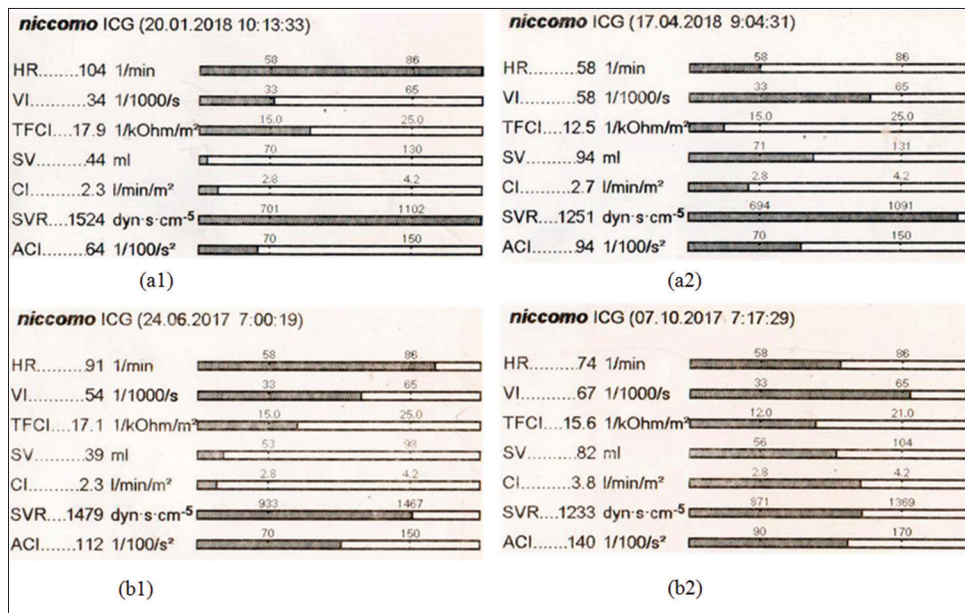 niccomo ICG (20.01.2018 10:13:33)
58 86
HR.........104 1/min
33 65
VI...........34 1/1000/s
15.0 25.0
TFCI....17.9 1/kOhm/m²
70 130
SV..........44 ml
2.8 4.2
CI..........2.3 l/min/m²
701 1102
SVR...1524 dyn·s·cm⁻⁵
70 150
ACI........64 1/100/s²
(a1)
niccomo ICG (17.04.2018 9:04:31)
58 86
HR..........58 1/min
33 65
VI...........58 1/1000/s
15.0 25.0
TFCI....12.5 1/kOhm/m²
71 131
SV..........94 ml
2.8 4.2
CI..........2.7 l/min/m²
694 1091
SVR...1251 dyn·s·cm⁻⁵
70 150
ACI........94 1/100/s²
(a2)
niccomo ICG (24.06.2017 7:00:19)
58 86
HR..........91 1/min
33 65
VI...........54 1/1000/s
15.0 25.0
TFCI....17.1 1/kOhm/m²
53 98
SV..........39 ml
2.8 4.2
CI..........2.3 l/min/m²
933 1467
SVR....1479 dyn·s·cm⁻⁵
70 150
ACI.......112 1/100/s²
(b1)
niccomo ICG (07.10.2017 7:17:29)
58 86
HR..........74 1/min
33 65
VI...........67 1/1000/s
12.0 21.0
TFCI....15.6 1/kOhm/m²
56 104
SV..........82 ml
2.8 4.2
CI..........3.8 l/min/m²
871 1369
SVR....1233 dyn·s·cm⁻⁵
90 170
ACI.......140 1/100/s²
(b2)